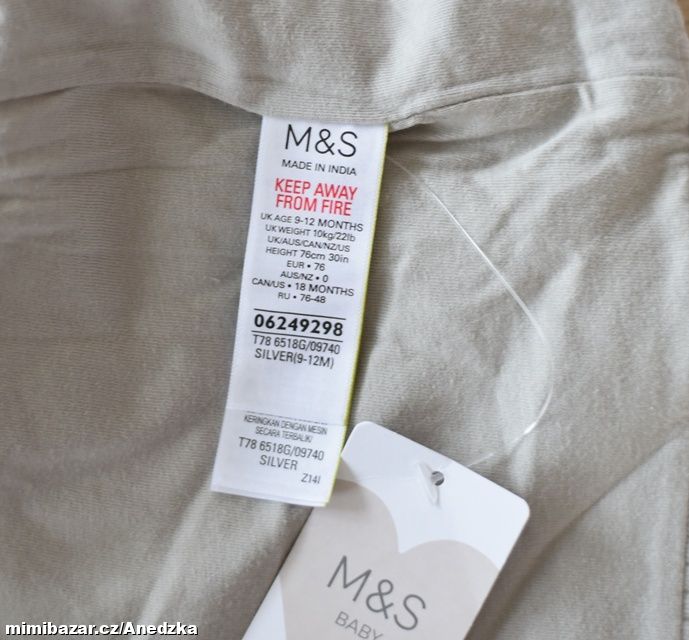 M&S
MADE IN INDIA
KEEP AWAY
FROM FIRE
UK AGE 9-12 MONTHS
UK WEIGHT 10kg/22lb
UK/AUS/CAN/NZ/US
HEIGHT 76cm 30in
EUR • 76
AUS/NZ • 0
CAN/US • 18 MONTHS
RU • 76-48
06249298
T78 6518G/09740
SILVER(9-12M)
KERINGKAN DENGAN MESIN
SECARA TERBALIK/
T78 6518G/09740
SILVER
Z14I
M&S
BABY
mimibazar.cz/Anedzka